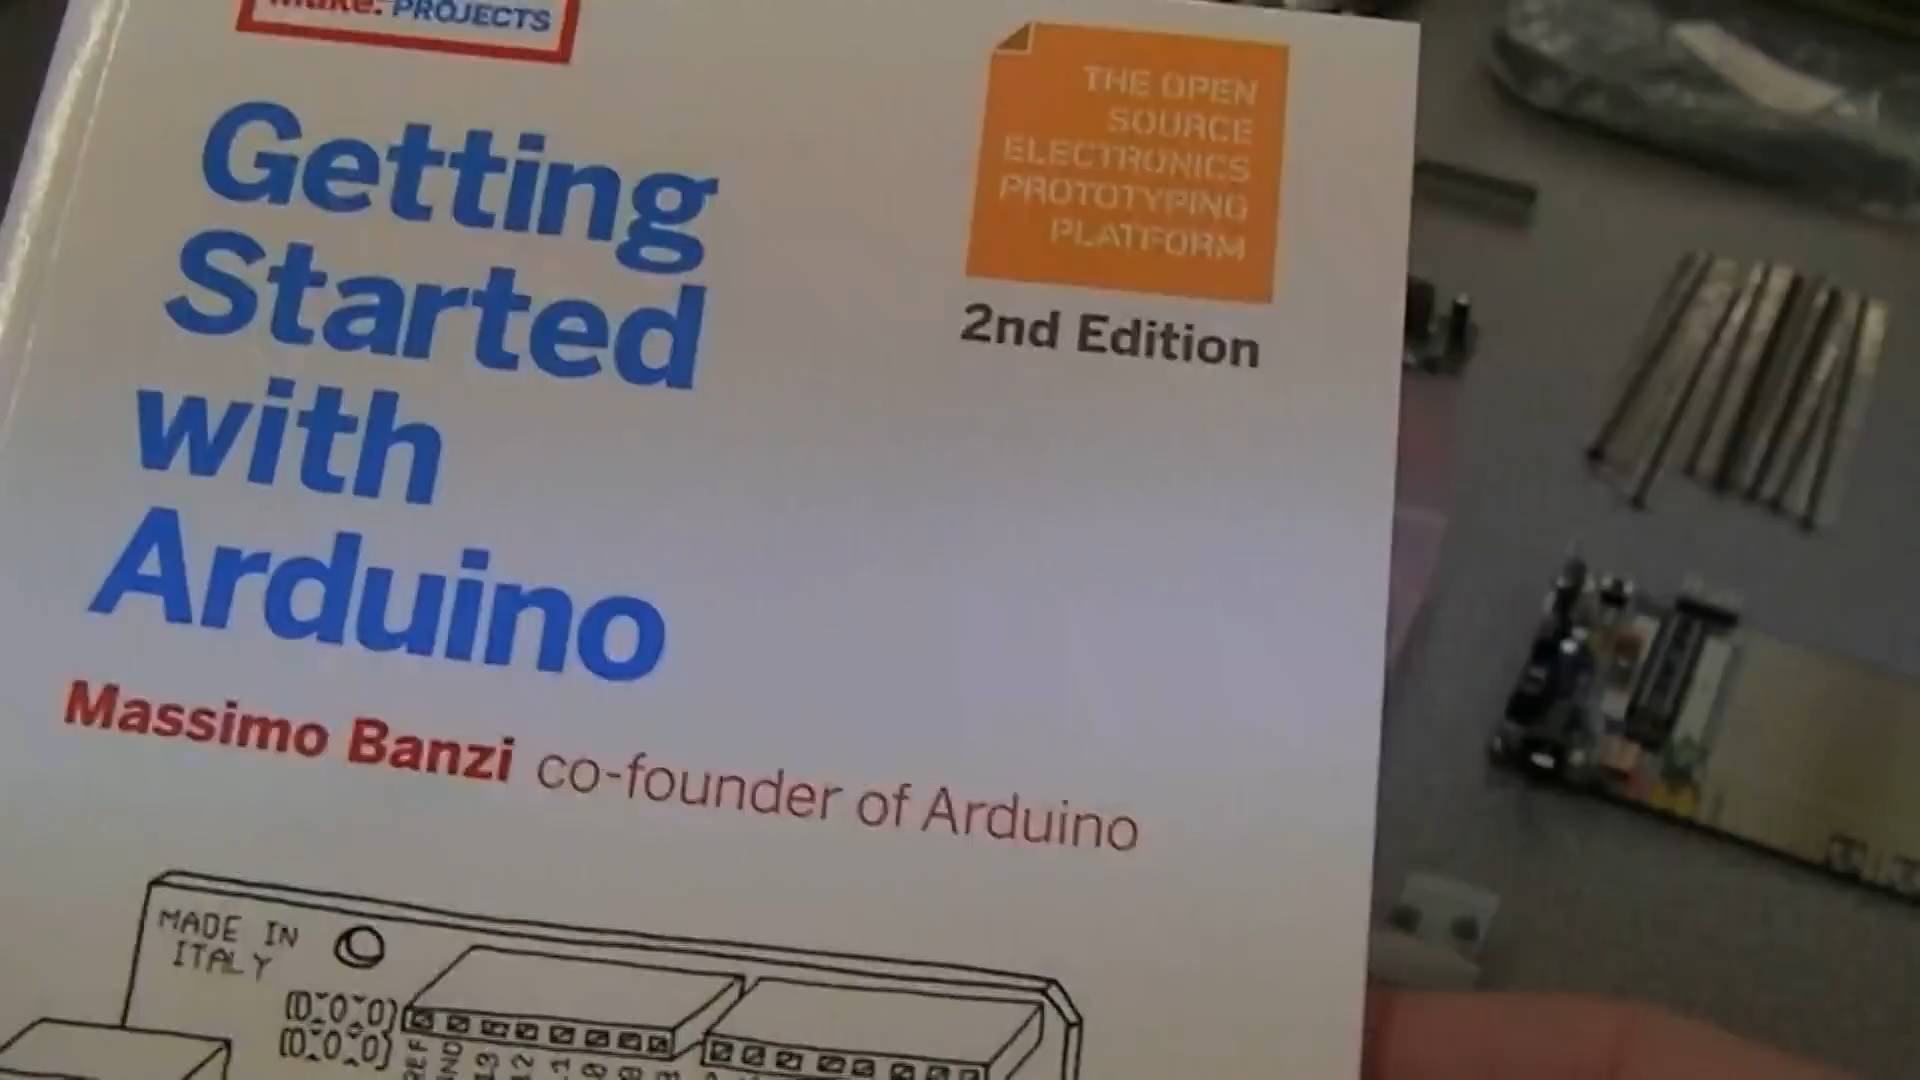 Make: PROJECTS
Getting
Started
with
Arduino
THE OPEN
SOURCE
ELECTRONICS
PROTOTYPING
PLATFORM
2nd Edition
Massimo Banzi co-founder of Arduino
MADE IN
ITALY